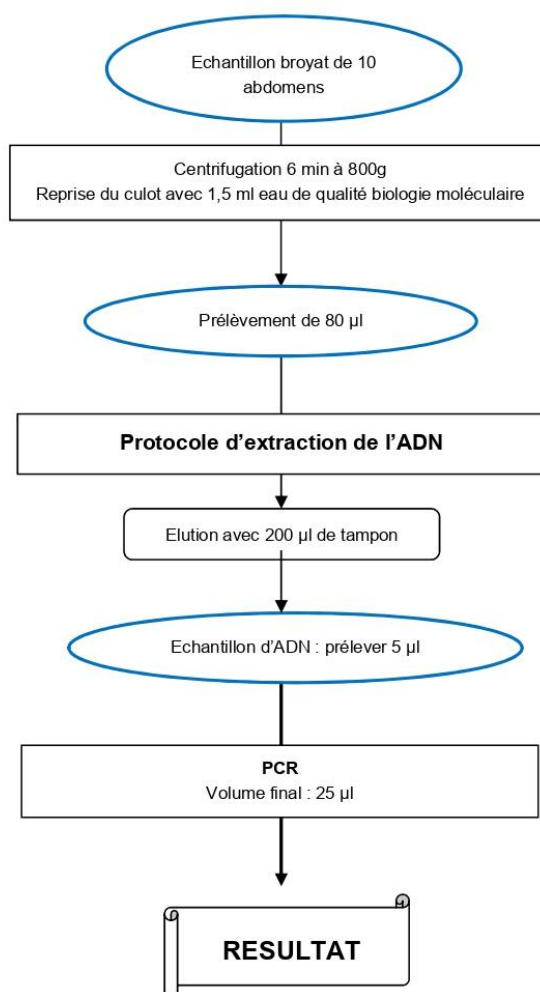 Echantillon broyat de 10
abdomens
Centrifugation 6 min à 800g
Reprise du culot avec 1,5 ml eau de qualité biologie moléculaire
Prélèvement de 80 µl
Protocole d’extraction de l’ADN
Elution avec 200 µl de tampon
Echantillon d’ADN : prélever 5 µl
PCR
Volume final : 25 µl
RESULTAT